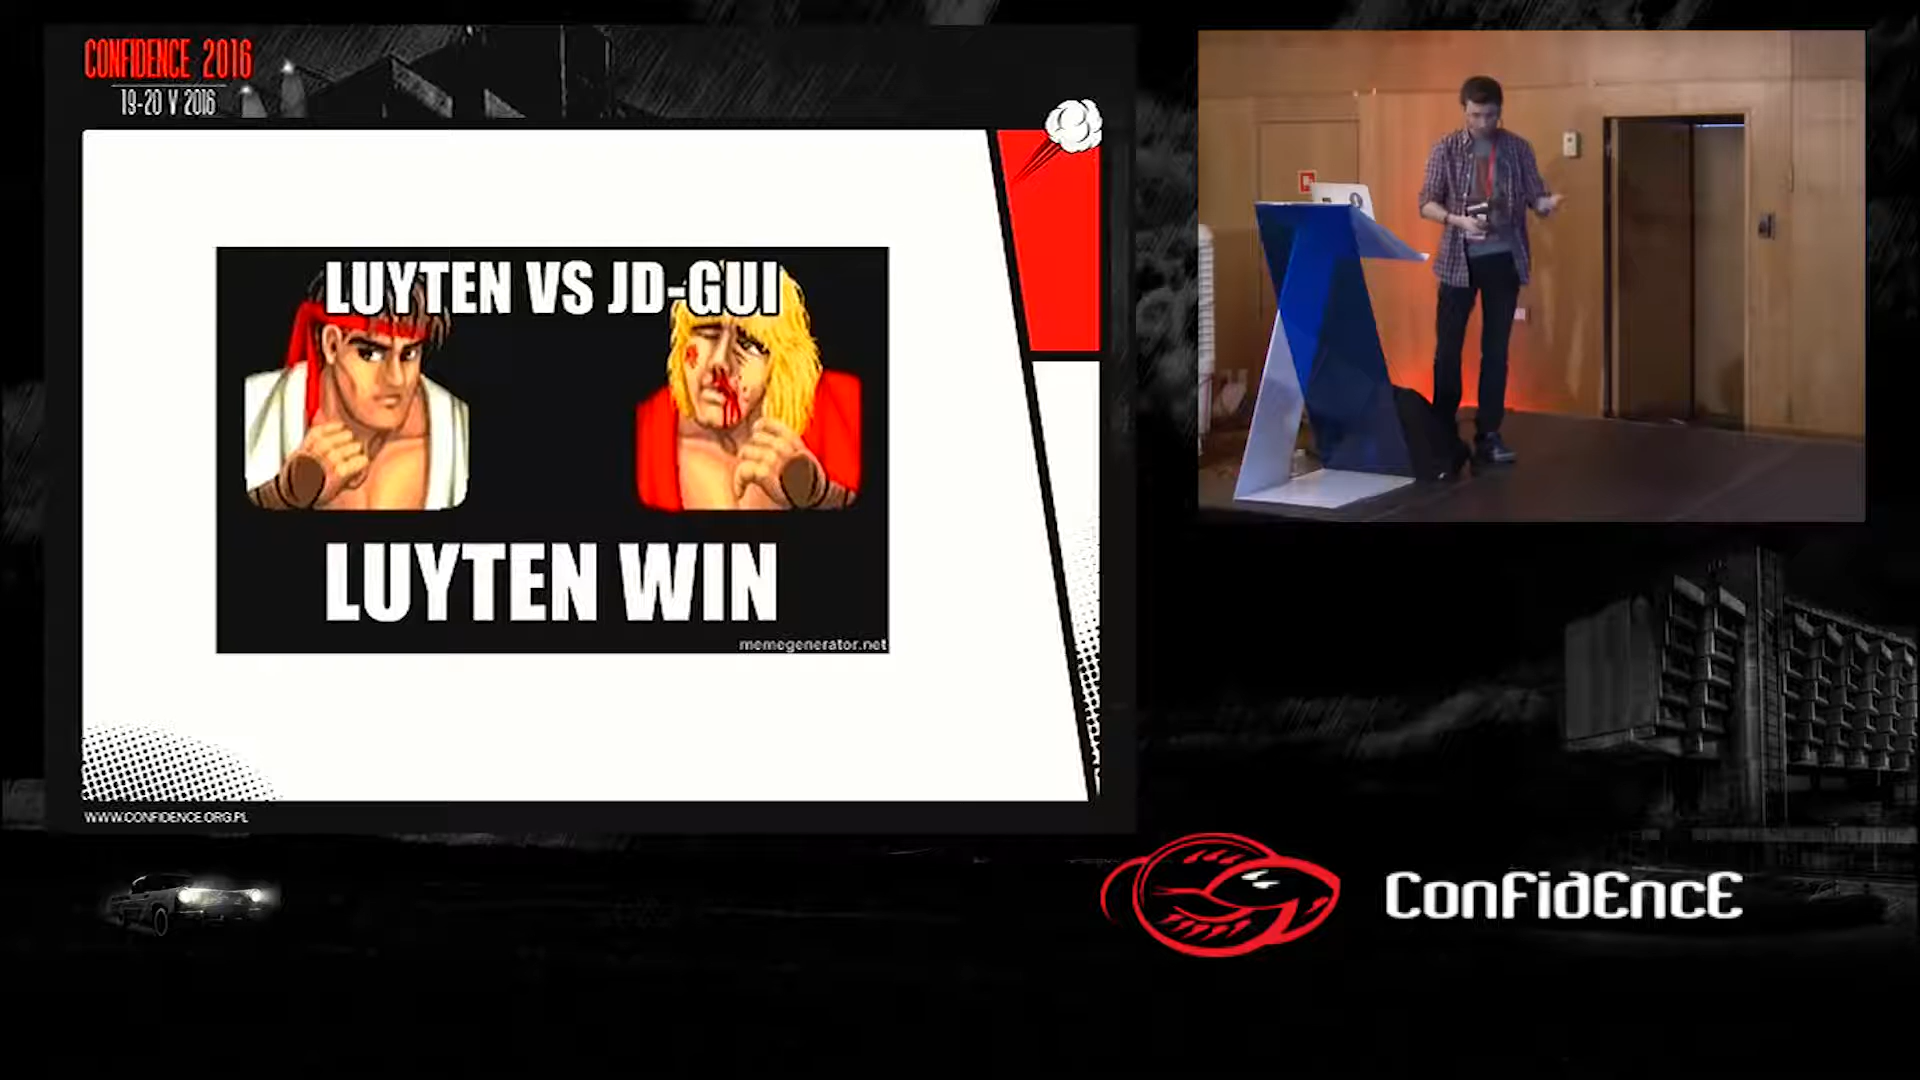 CONFIDENCE 2016
19-20 V 2016
LUYTEN VS JD-GUI
LUYTEN WIN
memegenerator.net
WWW.CONFIDENCE.ORG.PL
ConFidEncE